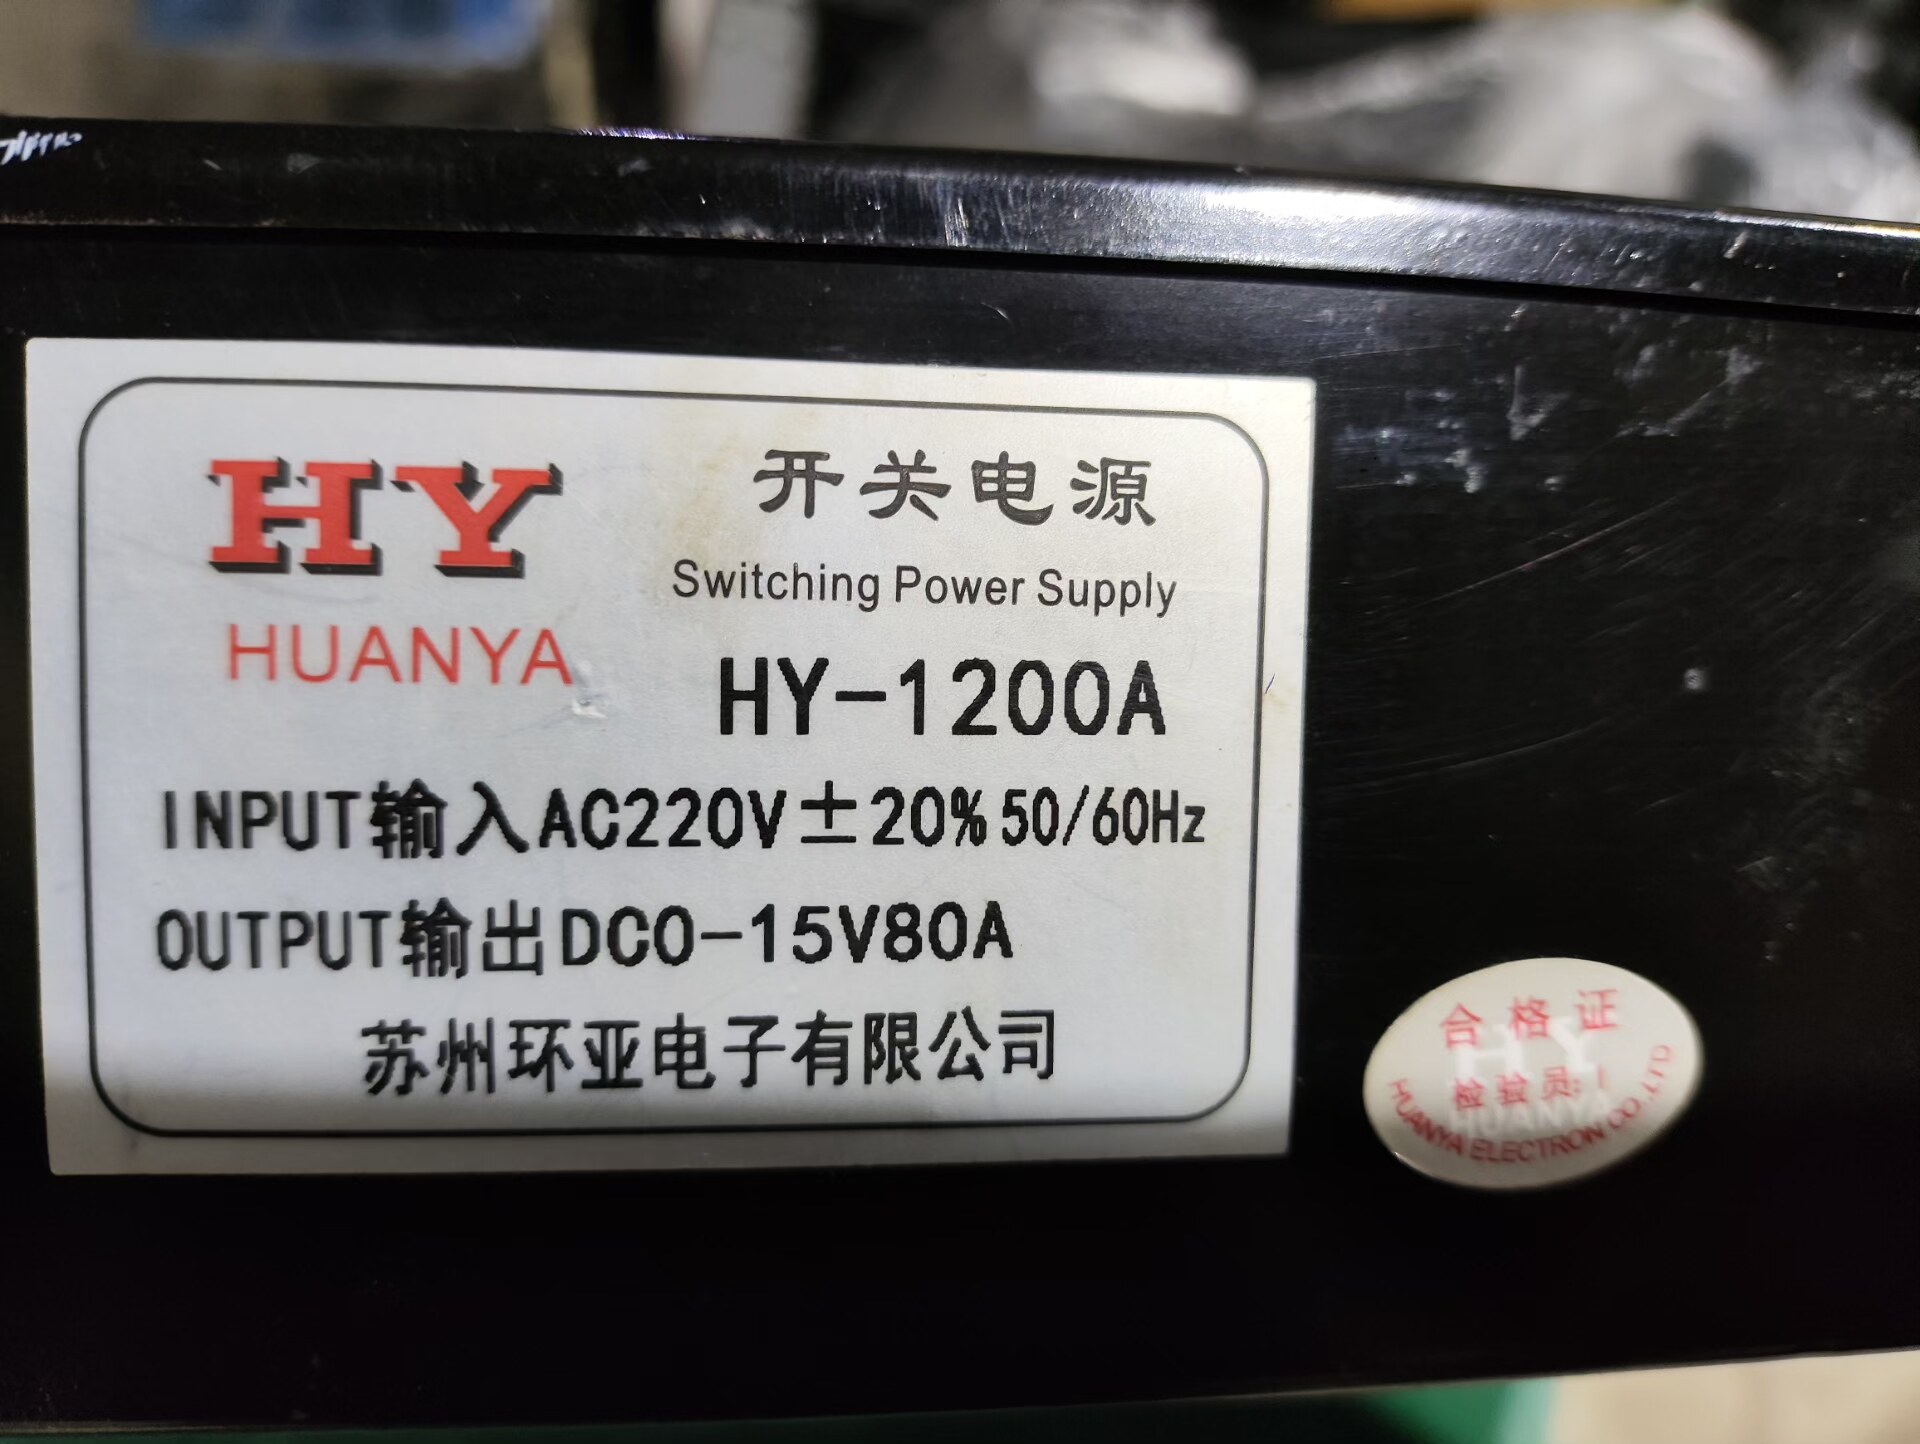 HY
HUANYA
开关电源
Switching Power Supply
HY-1200A
INPUT输入AC220V±20% 50/60Hz
OUTPUT输出DC0-15V80A
苏州环亚电子有限公司
合格证
HY
检验员: 1
HUANYA
HUANYA ELECTRON CO.,LTD